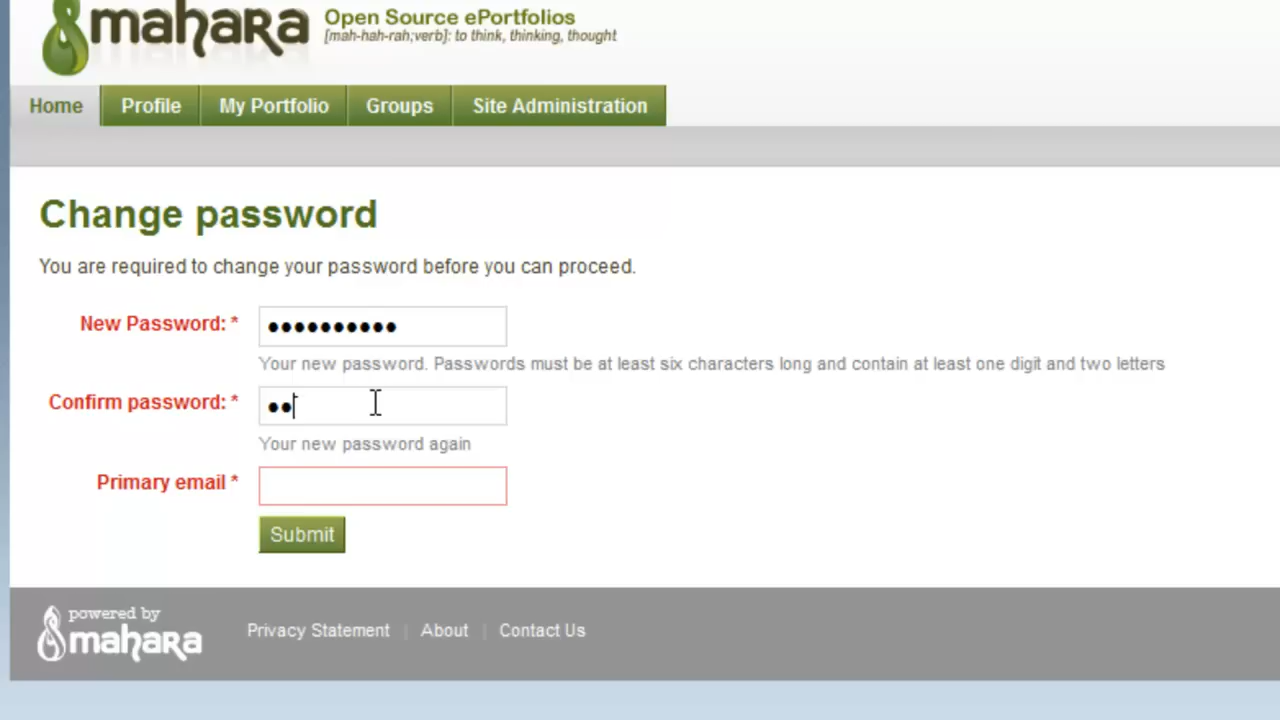 mahara
Open Source ePortfolios
[mah-hah-rah;verb]: to think, thinking, thought
Home Profile My Portfolio Groups Site Administration
Change password
You are required to change your password before you can proceed.
New Password: * ●●●●●●●●●●
Your new password. Passwords must be at least six characters long and contain at least one digit and two letters
Confirm password: * ●●
Your new password again
Primary email *
Submit
powered by
mahara
Privacy Statement | About | Contact Us